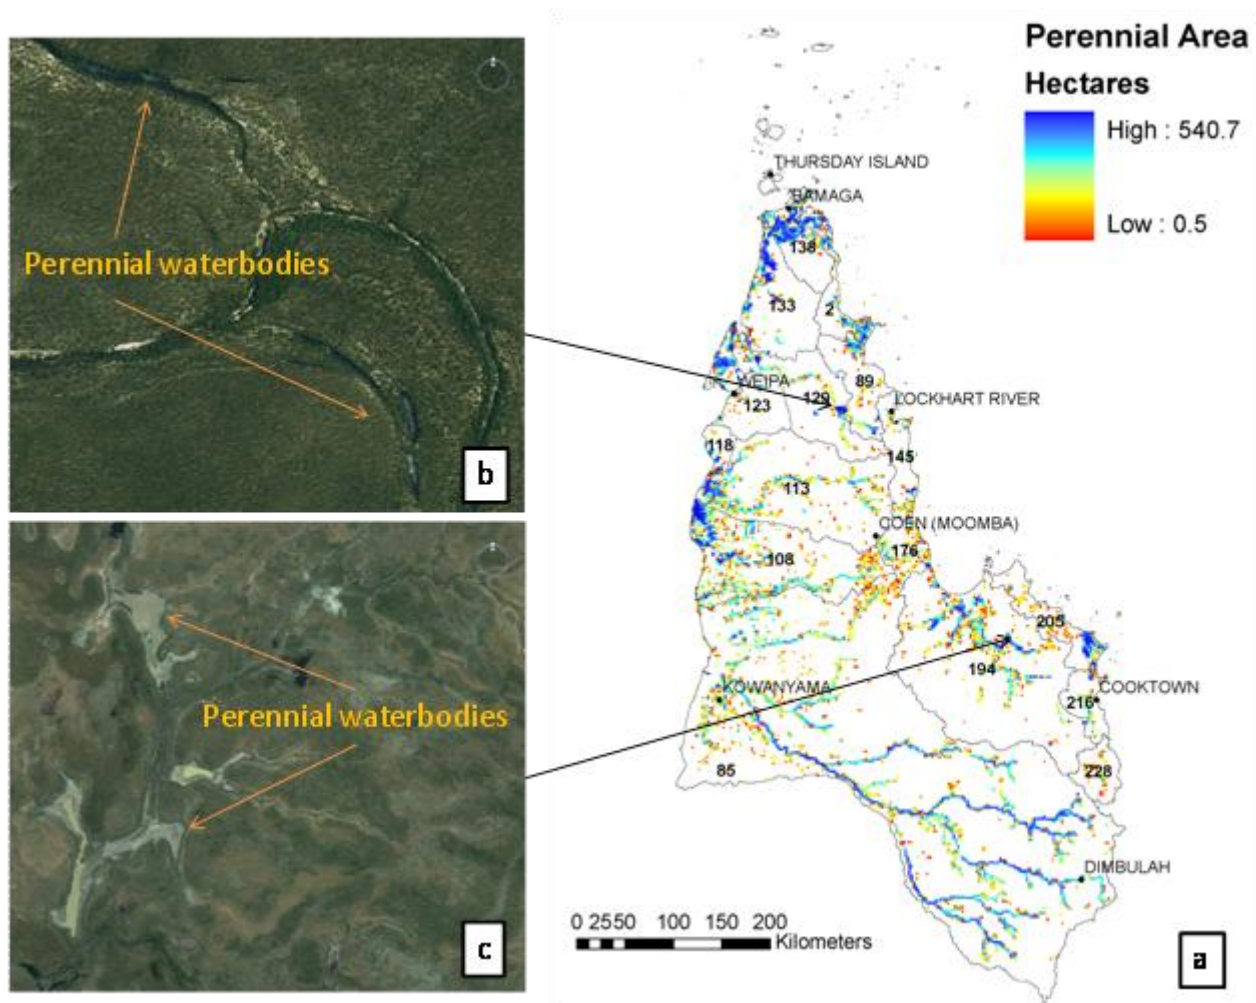 Perennial waterbodies
b
Perennial waterbodies
c
Perennial Area
Hectares
High : 540.7
Low : 0.5
THURSDAY ISLAND
BAMAGA
138
133
2
89
WEIPA
129
123
LOCKHART RIVER
118
145
113
COEN (MOOMBA)
176
108
205
194
KOWANYAMA
COOKTOWN
216
85
228
DIMBULAH
0 25 50 100 150 200
Kilometers
a